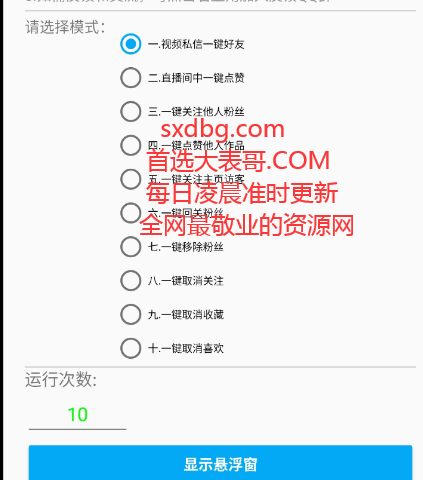 请选择模式:
一.视频私信一键好友
二.直播间中一键点赞
三.一键关注他人粉丝
sxdbg.com
四.一键点赞他人作品
首选大表哥.COM
五.一键关注主页访客
每日凌晨准时更新
六.一键回关粉丝
全网最敬业的资源网
七.一键移除粉丝
八.一键取消关注
九.一键取消收藏
十.一键取消喜欢
运行次数:
10
显示悬浮窗